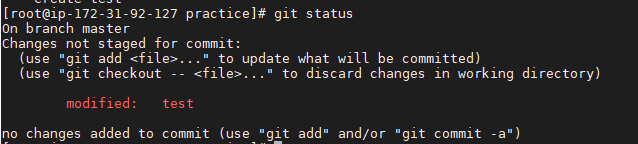 create test
[root@ip-172-31-92-127 practice]# git status
On branch master
Changes not staged for commit:
  (use "git add <file>..." to update what will be committed)
  (use "git checkout -- <file>..." to discard changes in working directory)

        modified:   test

no changes added to commit (use "git add" and/or "git commit -a")